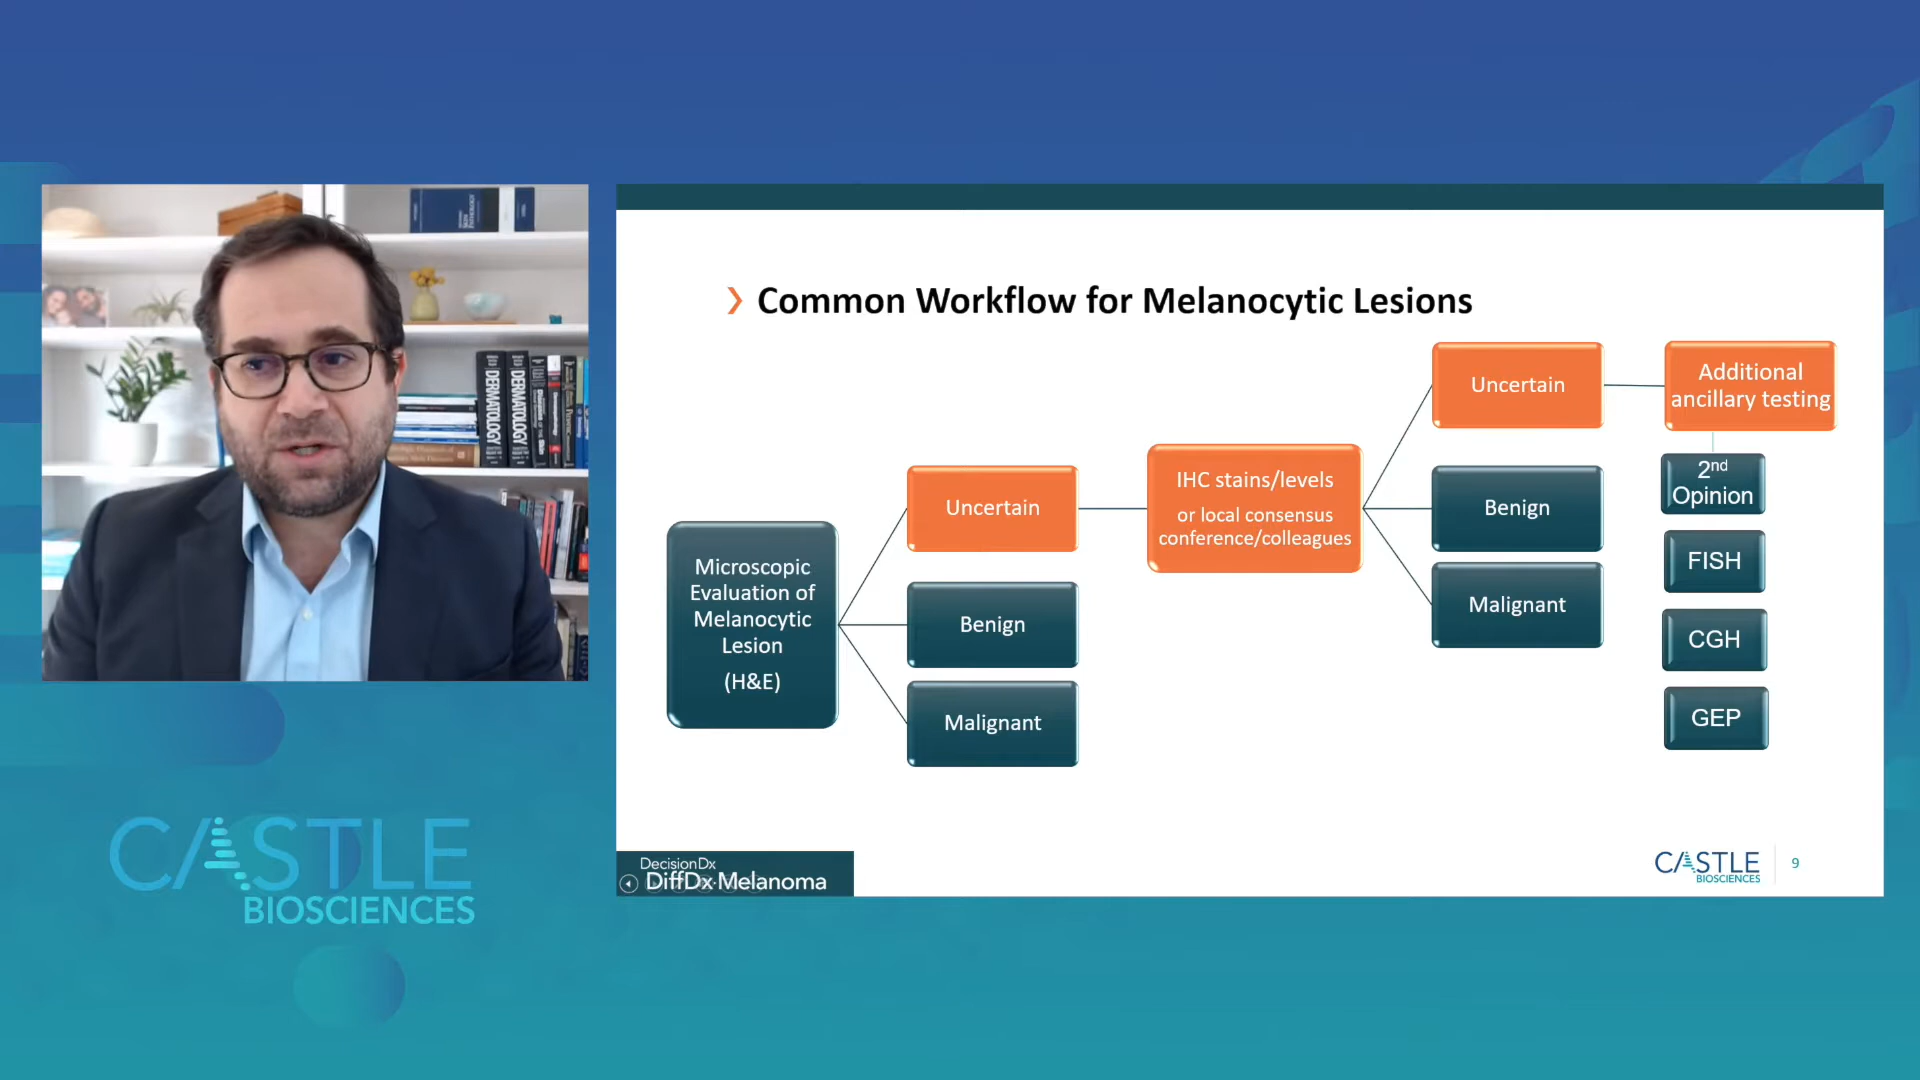 Common Workflow for Melanocytic Lesions
Microscopic
Evaluation of
Melanocytic
Lesion
(H&E)
Uncertain
Benign
Malignant
IHC stains/levels
or local consensus
conference/colleagues
Uncertain
Benign
Malignant
Additional
ancillary testing
2nd
Opinion
FISH
CGH
GEP
DecisionDx
DiffDx-Melanoma
CASTLE
BIOSCIENCES
9
DERMATOLOGY
DERMATOLOGY
CASTLE
BIOSCIENCES